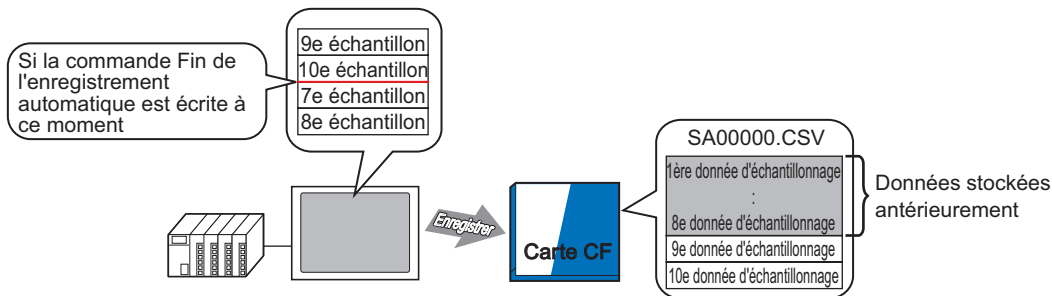 Si la commande Fin de
l'enregistrement
automatique est écrite à
ce moment
9e échantillon
10e échantillon
7e échantillon
8e échantillon
Enregistrer
Carte CF
SA00000.CSV
1ère donnée d'échantillonnage
:
8e donnée d'échantillonnage
9e donnée d'échantillonnage
10e donnée d'échantillonnage
Données stockées
antérieurement